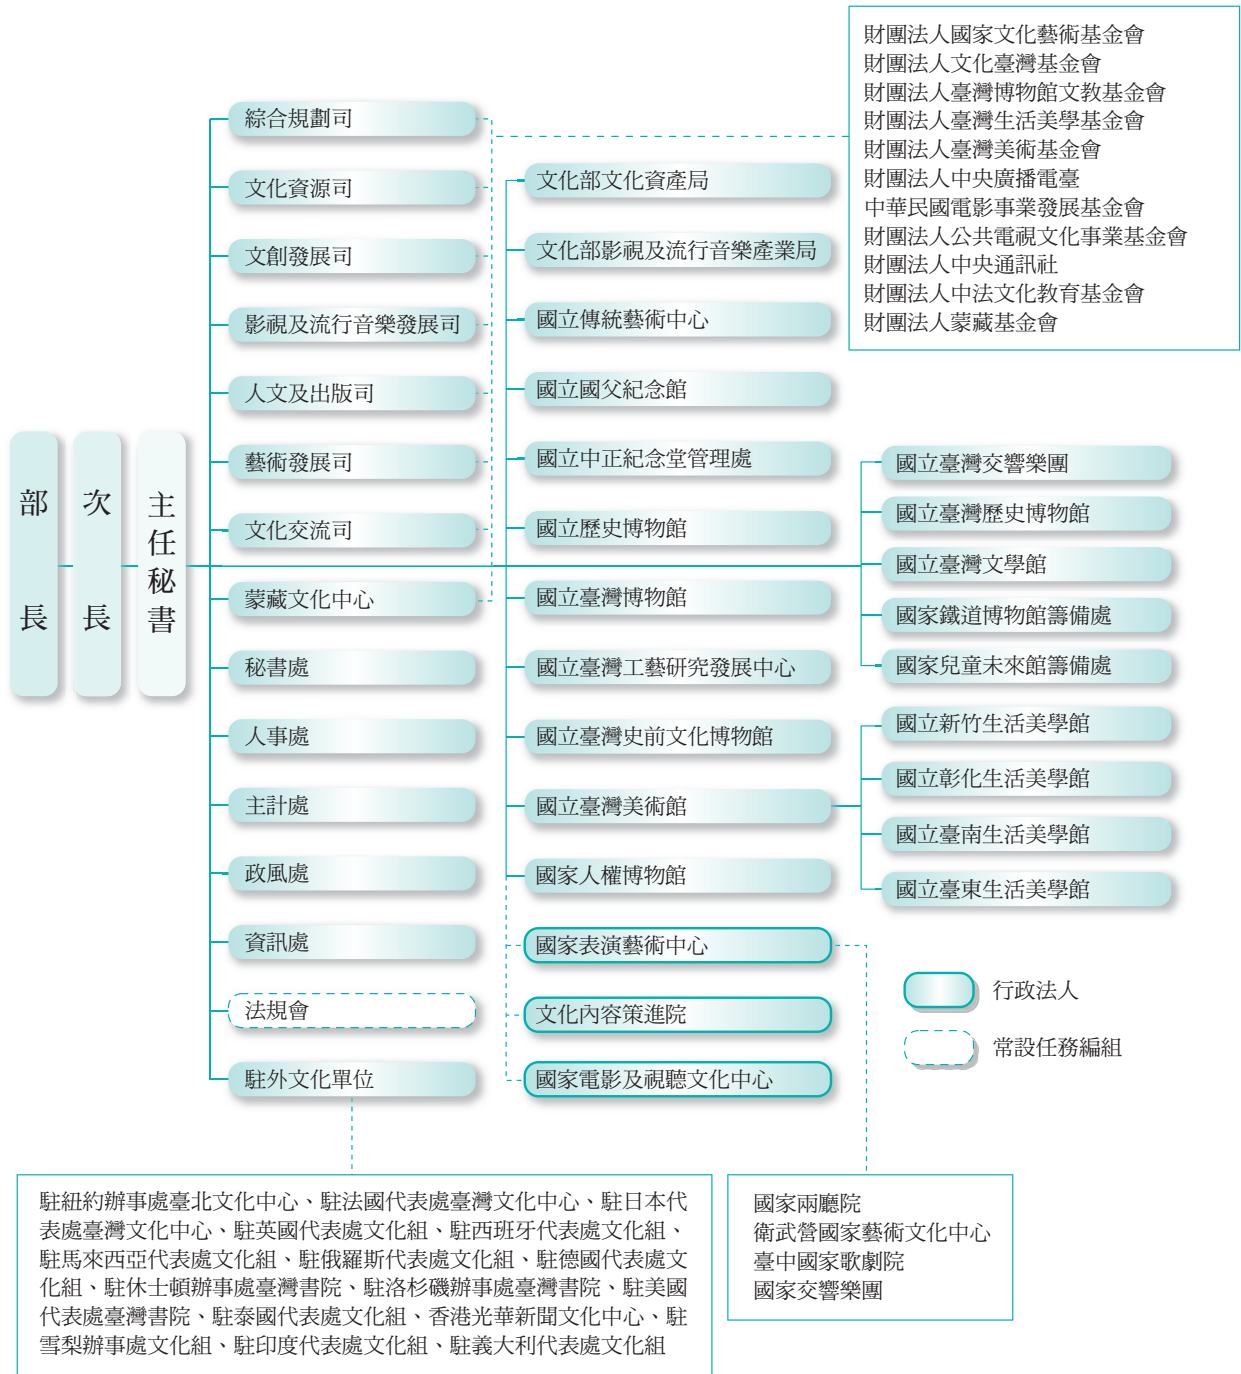 部長
次長
主任秘書
綜合規劃司
文化資源司
文創發展司
影視及流行音樂發展司
人文及出版司
藝術發展司
文化交流司
蒙藏文化中心
秘書處
人事處
主計處
政風處
資訊處
法規會
駐外文化單位
文化部文化資產局
文化部影視及流行音樂產業局
國立傳統藝術中心
國立國父紀念館
國立中正紀念堂管理處
國立歷史博物館
國立臺灣博物館
國立臺灣工藝研究發展中心
國立臺灣史前文化博物館
國立臺灣美術館
國家人權博物館
國家表演藝術中心
文化內容策進院
國家電影及視聽文化中心
財團法人國家文化藝術基金會
財團法人文化臺灣基金會
財團法人臺灣博物館文教基金會
財團法人臺灣生活美學基金會
財團法人臺灣美術基金會
財團法人中央廣播電臺
中華民國電影事業發展基金會
財團法人公共電視文化事業基金會
財團法人中央通訊社
財團法人中法文化教育基金會
財團法人蒙藏基金會
國立臺灣交響樂團
國立臺灣歷史博物館
國立臺灣文學館
國家鐵道博物館籌備處
國家兒童未來館籌備處
國立新竹生活美學館
國立彰化生活美學館
國立臺南生活美學館
國立臺東生活美學館
行政法人
常設任務編組
駐紐約辦事處臺北文化中心、駐法國代表處臺灣文化中心、駐日本代
表處臺灣文化中心、駐英國代表處文化組、駐西班牙代表處文化組、
駐馬來西亞代表處文化組、駐俄羅斯代表處文化組、駐德國代表處文
化組、駐休士頓辦事處臺灣書院、駐洛杉磯辦事處臺灣書院、駐美國
代表處臺灣書院、駐泰國代表處文化組、香港光華新聞文化中心、駐
雪梨辦事處文化組、駐印度代表處文化組、駐義大利代表處文化組
國家兩廳院
衛武營國家藝術文化中心
臺中國家歌劇院
國家交響樂團